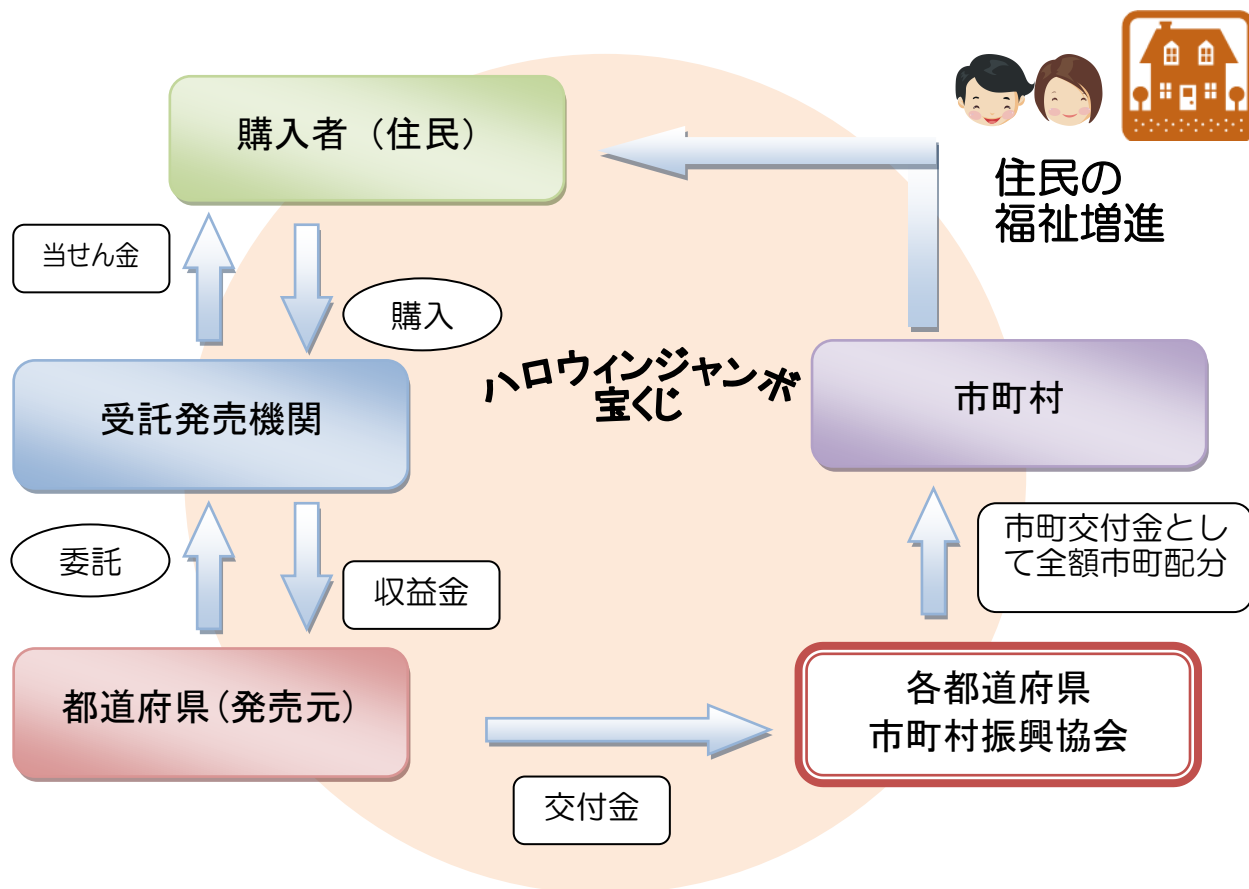 購入者（住民）
住民の
福祉増進
当せん金
購入
ハロウィンジャンボ
宝くじ
受託発売機関
市町村
委託
収益金
市町交付金とし
て全額市町配分
都道府県(発売元)
各都道府県
市町村振興協会
交付金